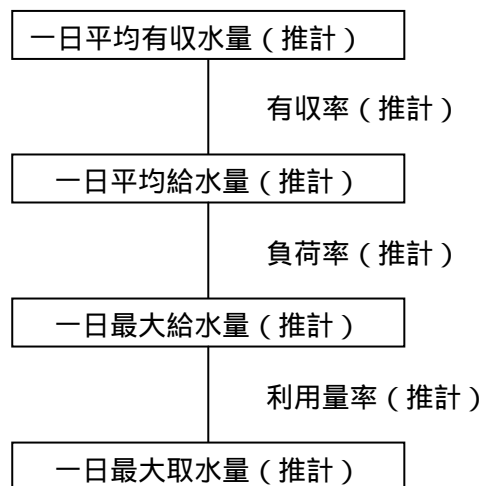 一日平均有収水量（推計）
有収率（推計）
一日平均給水量（推計）
負荷率（推計）
一日最大給水量（推計）
利用量率（推計）
一日最大取水量（推計）